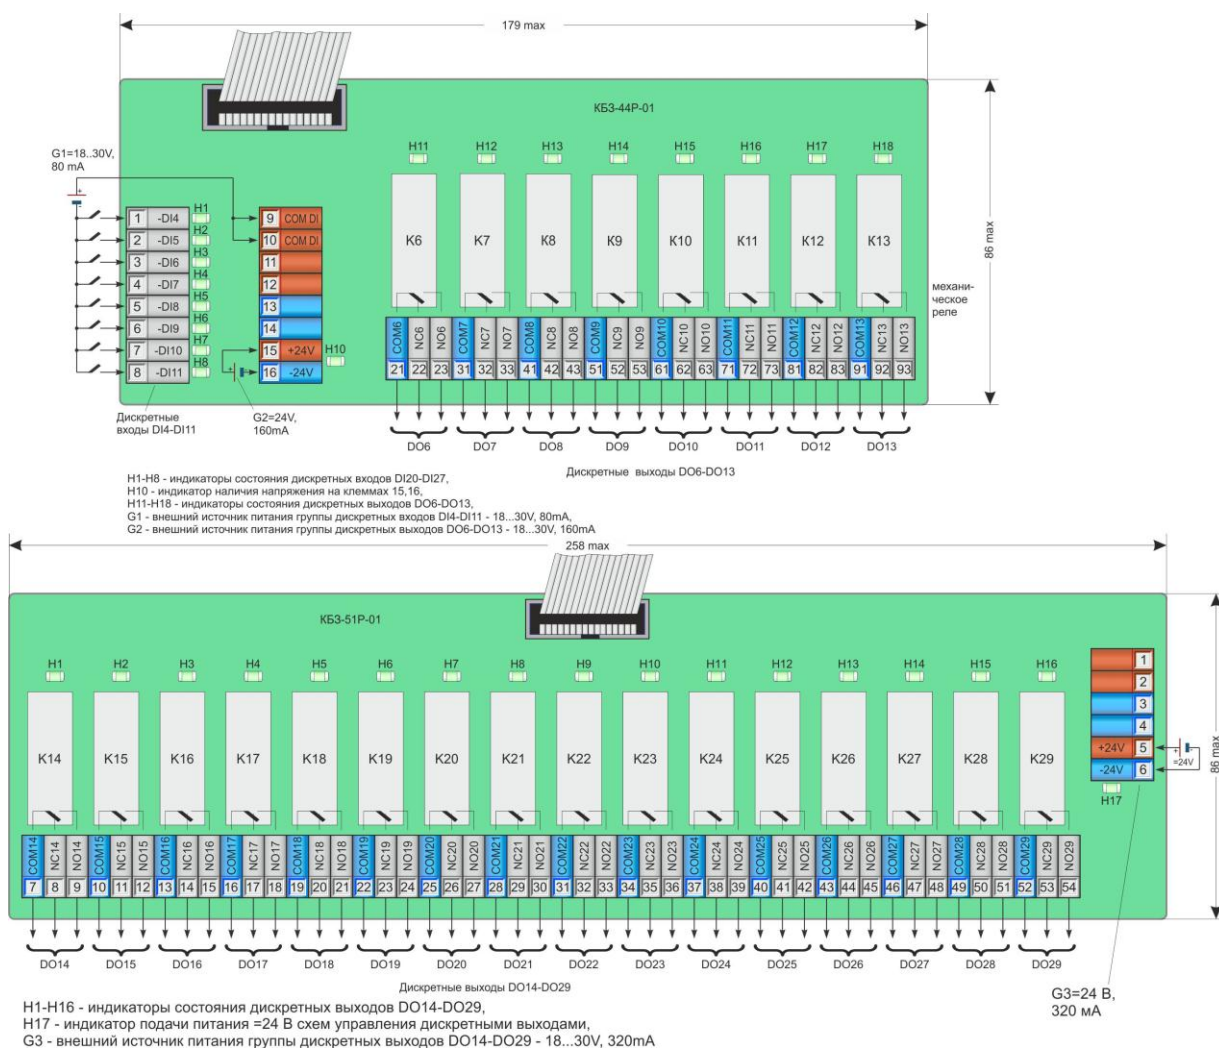 179 max
КБЗ-44Р-01
G1=18..30V,
80 mA
86 max
H11 H12 H13 H14 H15 H16 H17 H18
K6 K7 K8 K9 K10 K11 K12 K13
механи-
ческое
реле
H1
1 -DI4
H2
2 -DI5
H3
3 -DI6
H4
4 -DI7
H5
5 -DI8
H6
6 -DI9
H7
7 -DI10
H8
8 -DI11
9 COM DI
10 COM DI
11
12
13
14
15 +24V
H10
16 -24V
COM6 NC6 NO6 COM7 NC7 NO7 COM8 NC8 NO8 COM9 NC9 NO9 COM10 NC10 NO10 COM11 NC11 NO11 COM12 NC12 NO12 COM13 NC13 NO13
21 22 23 31 32 33 41 42 43 51 52 53 61 62 63 71 72 73 81 82 83 91 92 93
Дискретные
входы DI4-DI11
G2=24V,
160mA
DO6 DO7 DO8 DO9 DO10 DO11 DO12 DO13
Дискретные выходы DO6-DO13
H1-H8 - индикаторы состояния дискретных входов DI20-DI27,
H10 - индикатор наличия напряжения на клеммах 15,16,
H11-H18 - индикаторы состояния дискретных выходов DO6-DO13,
G1 - внешний источник питания группы дискретных входов DI4-DI11 - 18...30V, 80mA,
G2 - внешний источник питания группы дискретных выходов DO6-DO13 - 18...30V, 160mA
258 max
КБЗ-51Р-01
H1 H2 H3 H4 H5 H6 H7 H8 H9 H10 H11 H12 H13 H14 H15 H16
K14 K15 K16 K17 K18 K19 K20 K21 K22 K23 K24 K25 K26 K27 K28 K29
1
2
3
4
+24V 5
-24V 6
=24V
H17
86 max
COM14 NC14 NO14 COM15 NC15 NO15 COM16 NC16 NO16 COM17 NC17 NO17 COM18 NC18 NO18 COM19 NC19 NO19 COM20 NC20 NO20 COM21 NC21 NO21 COM22 NC22 NO22 COM23 NC23 NO23 COM24 NC24 NO24 COM25 NC25 NO25 COM26 NC26 NO26 COM27 NC27 NO27 COM28 NC28 NO28 COM29 NC29 NO29
7 8 9 10 11 12 13 14 15 16 17 18 19 20 21 22 23 24 25 26 27 28 29 30 31 32 33 34 35 36 37 38 39 40 41 42 43 44 45 46 47 48 49 50 51 52 53 54
DO14 DO15 DO16 DO17 DO18 DO19 DO20 DO21 DO22 DO23 DO24 DO25 DO26 DO27 DO28 DO29
Дискретные выходы DO14-DO29
G3=24 В,
320 мА
H1-H16 - индикаторы состояния дискретных выходов DO14-DO29,
H17 - индикатор подачи питания =24 В схем управления дискретными выходами,
G3 - внешний источник питания группы дискретных выходов DO14-DO29 - 18...30V, 320mA